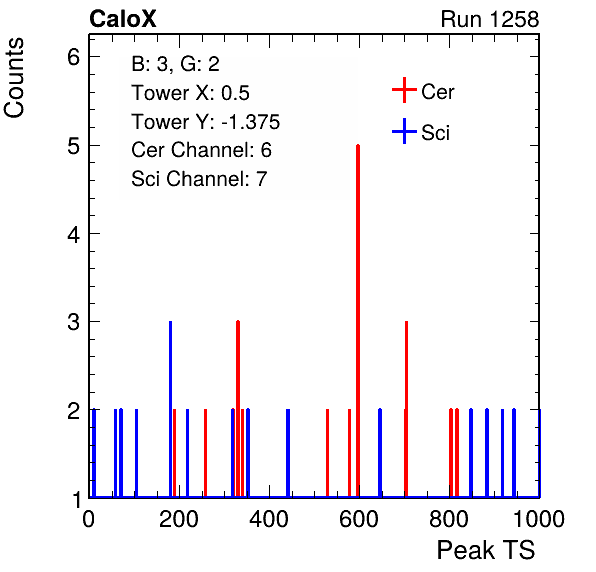 CaloX Run 1258
Counts
B: 3, G: 2
Tower X: 0.5
Tower Y: -1.375
Cer Channel: 6
Sci Channel: 7
Cer
Sci
6
5
4
3
2
1
0 200 400 600 800 1000
Peak TS